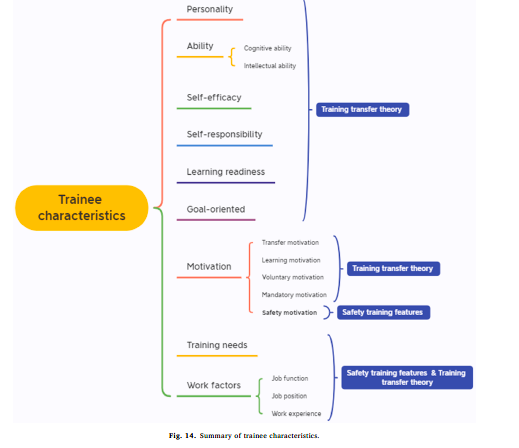 Personality
Ability
Cognitive ability
Intellectual ability
Self-efficacy
Training transfer theory
Self-responsibility
Learning readiness
Trainee
characteristics
Goal-oriented
Motivation
Transfer motivation
Learning motivation
Voluntary motivation
Mandatory motivation
Training transfer theory
Safety motivation
Safety training features
Training needs
Work factors
Job function
Job position
Work experience
Safety training features & Training
transfer theory
Fig. 14. Summary of trainee characteristics.